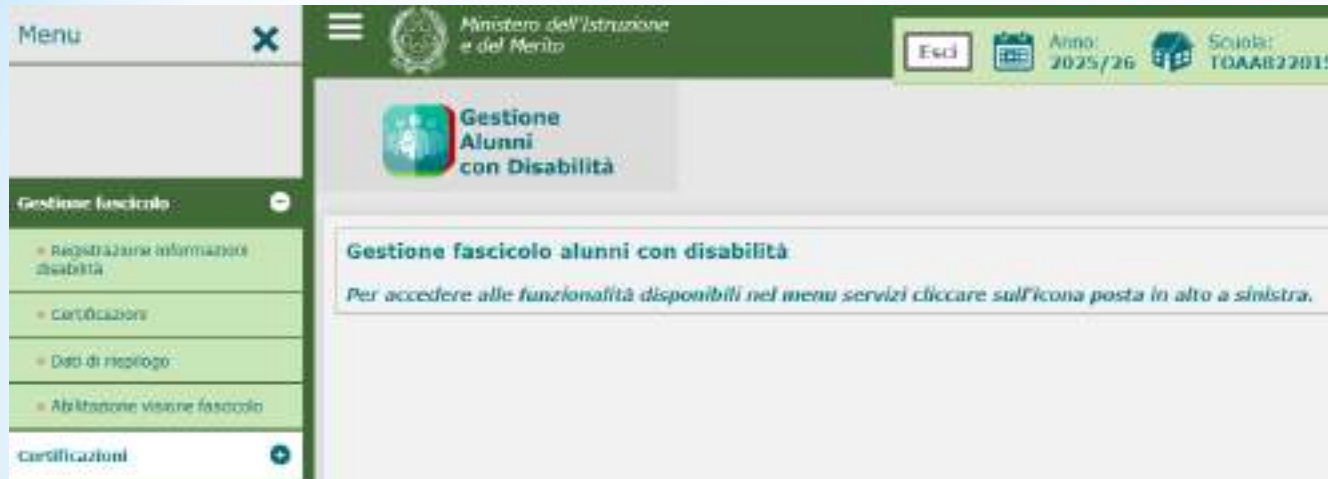 Menu
Ministero dell'Istruzione
e del Merito
Esci
Anno:
2025/26
Scuola:
TOAA822015
Gestione
Alunni
con Disabilità
Gestione fascicolo
Registrazione informazioni
disabilità
Certificazioni
Dati di riepilogo
Abilitazione visione fascicolo
Certificazioni
Gestione fascicolo alunni con disabilità
Per accedere alle funzionalità disponibili nel menu servizi cliccare sull'icona posta in alto a sinistra.